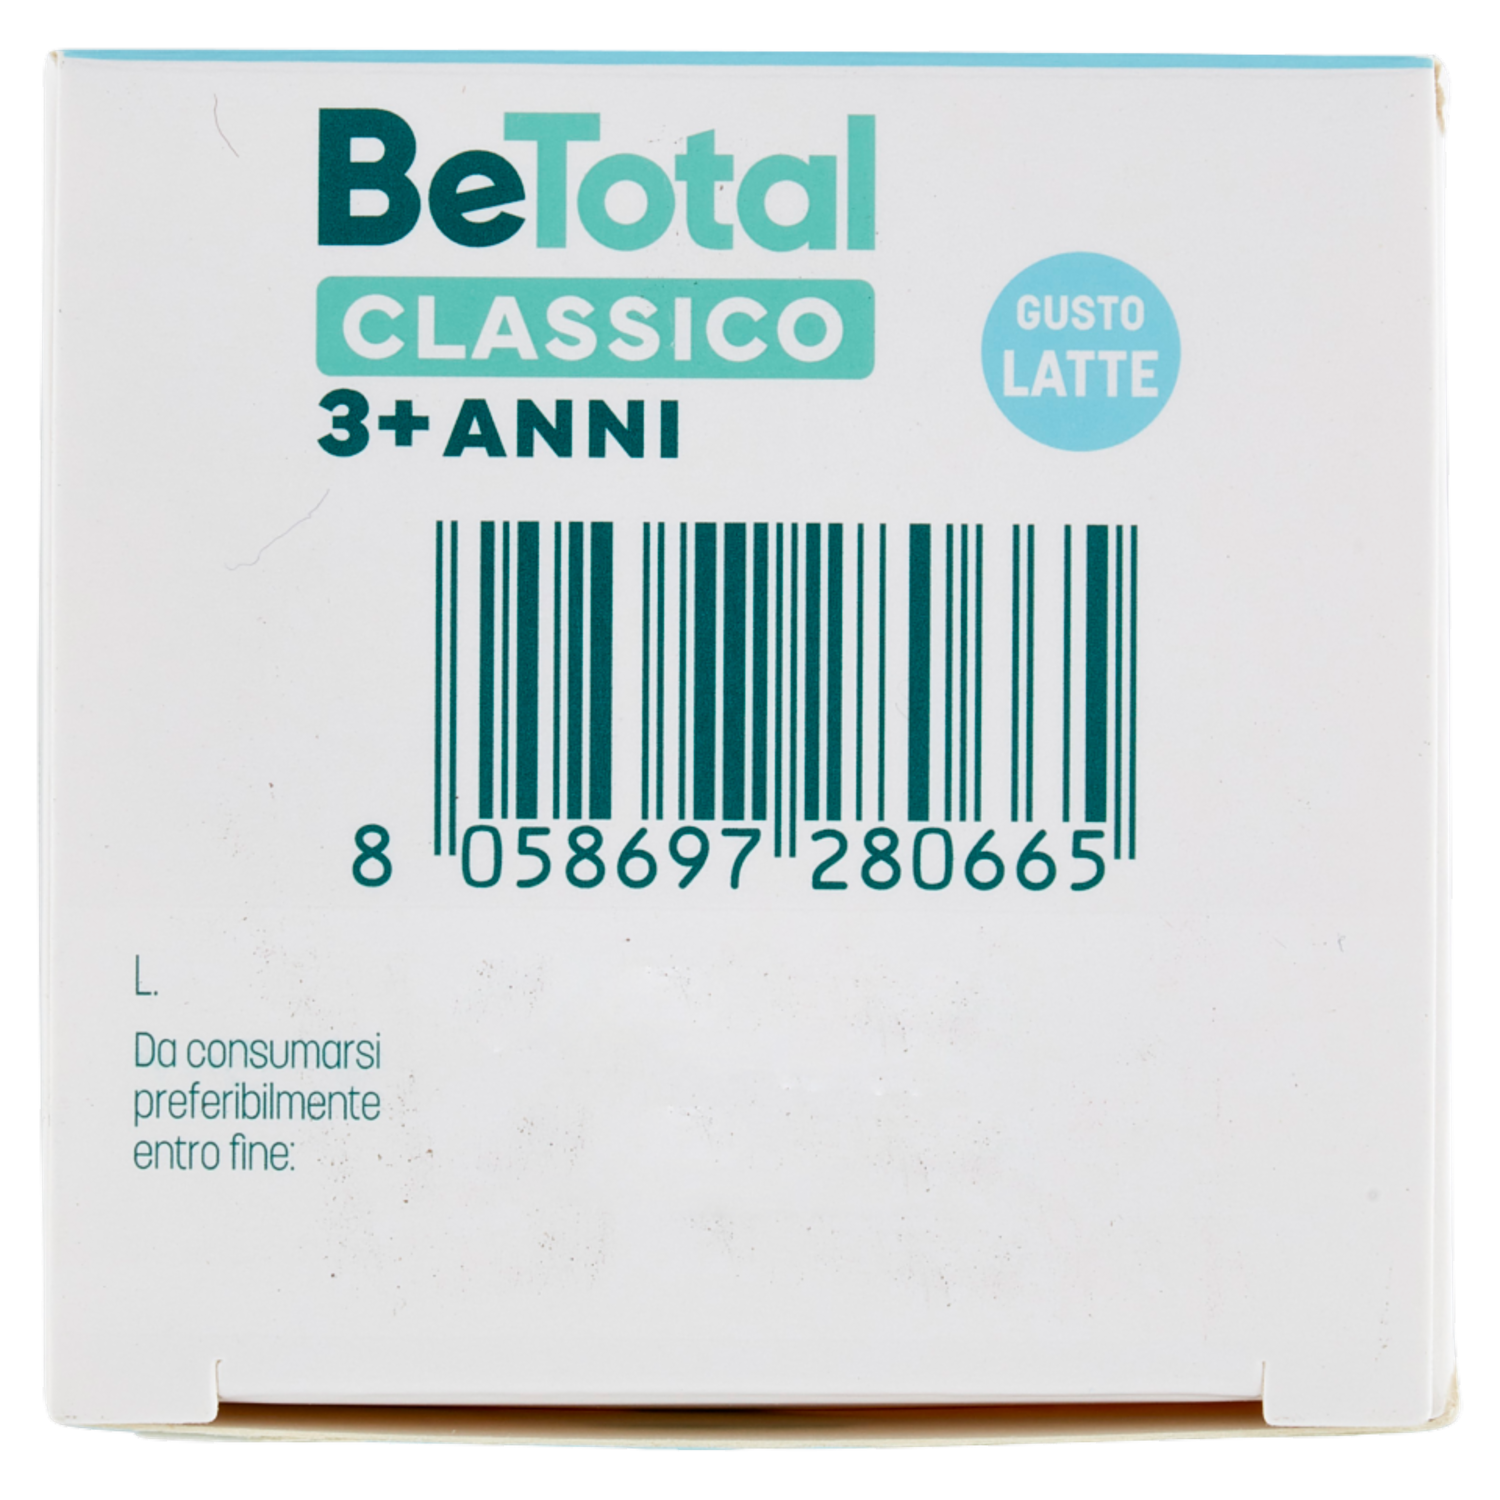 BeTotal
CLASSICO
3+ ANNI
GUSTO
LATTE
8 058697 280665
L.
Da consumarsi
preferibilmente
entro fine: